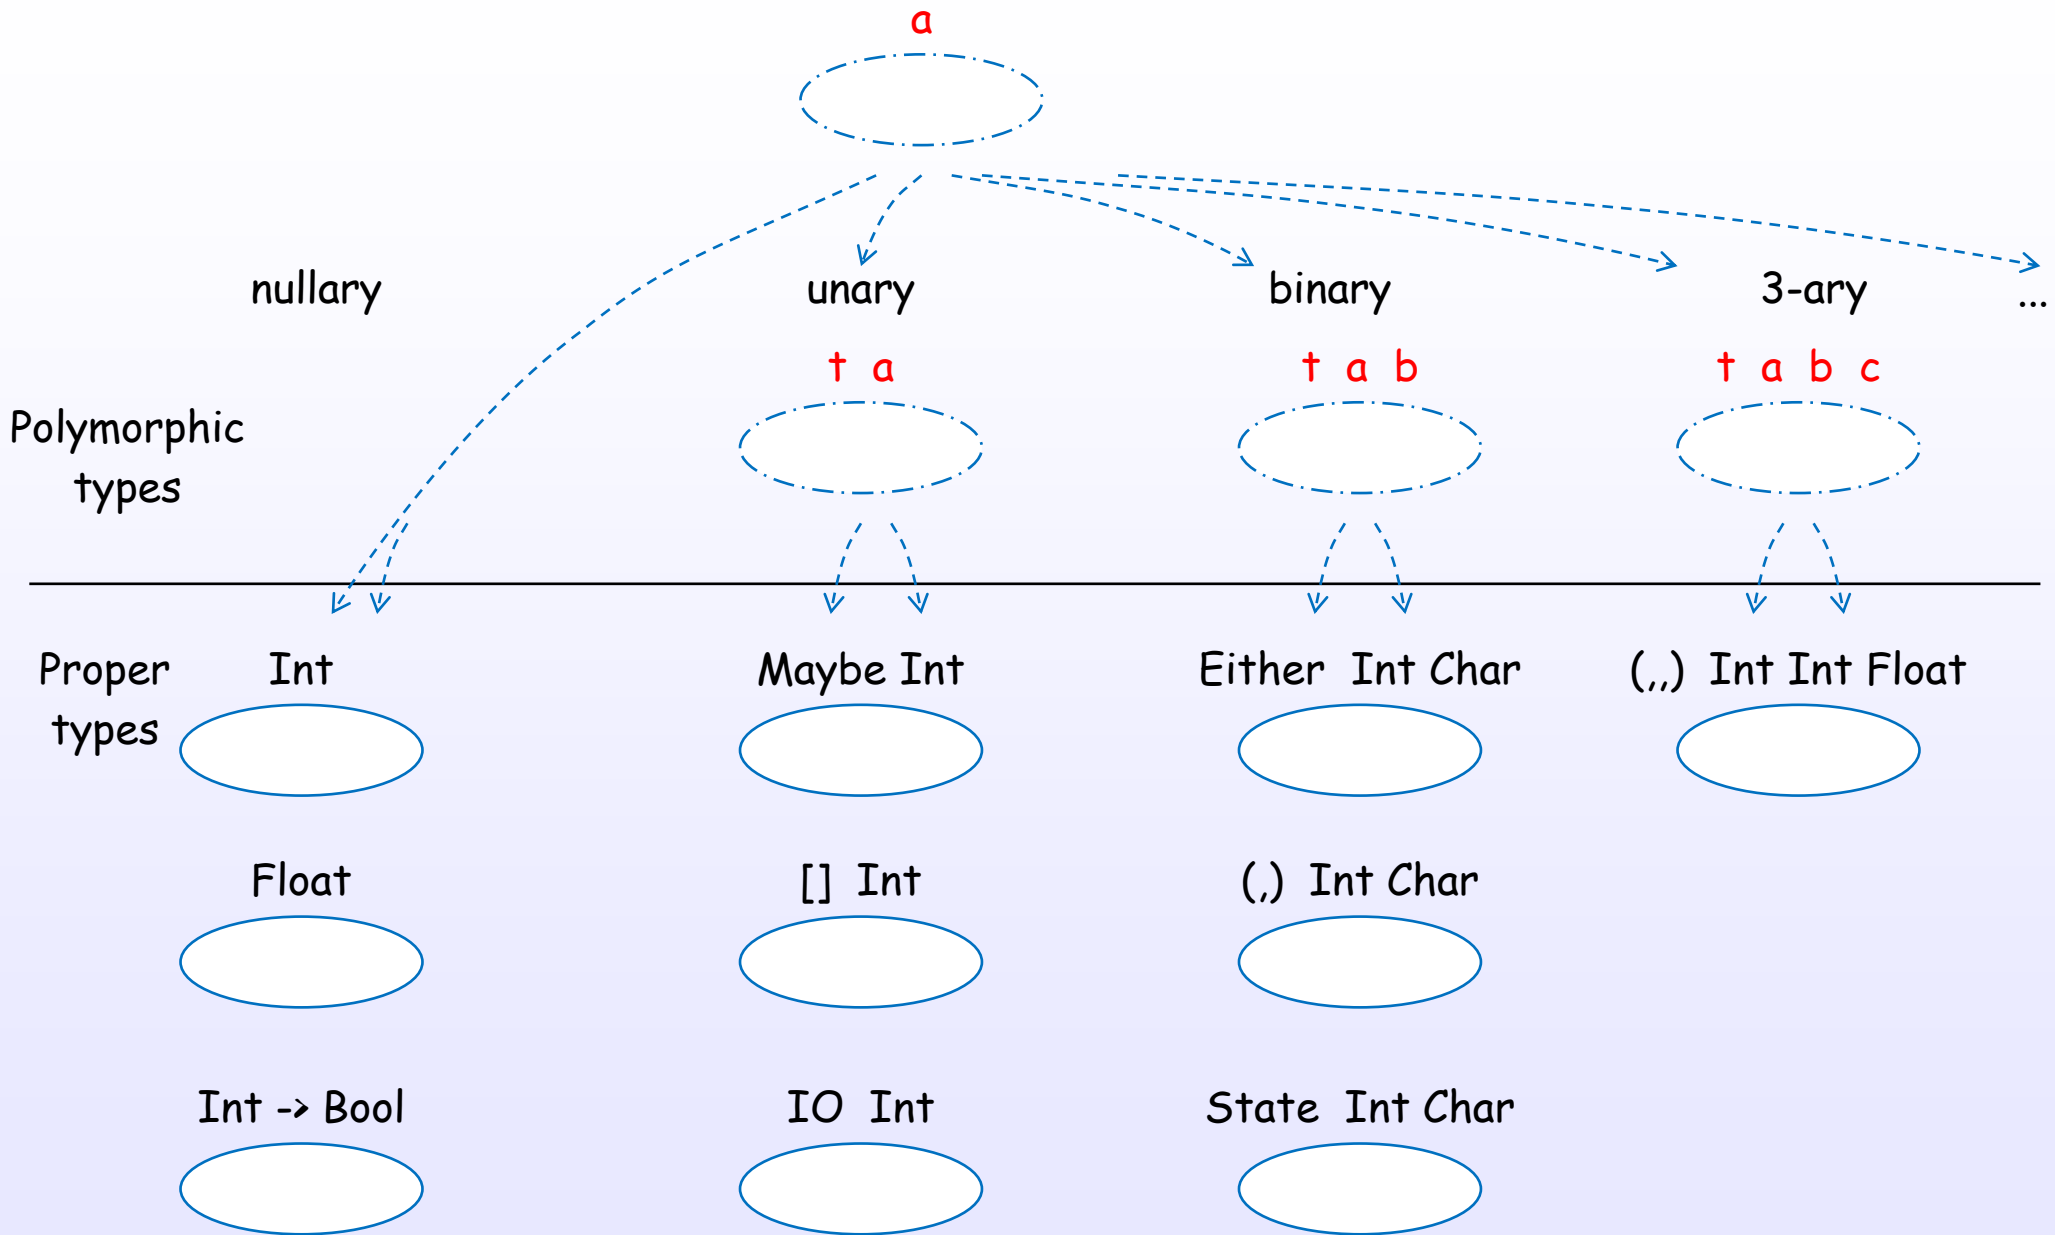 a
nullary unary binary 3-ary ...
t a t a b t a b c
Polymorphic
types
Proper Int Maybe Int Either Int Char (,,) Int Int Float
types
Float [] Int (,) Int Char
Int -> Bool IO Int State Int Char